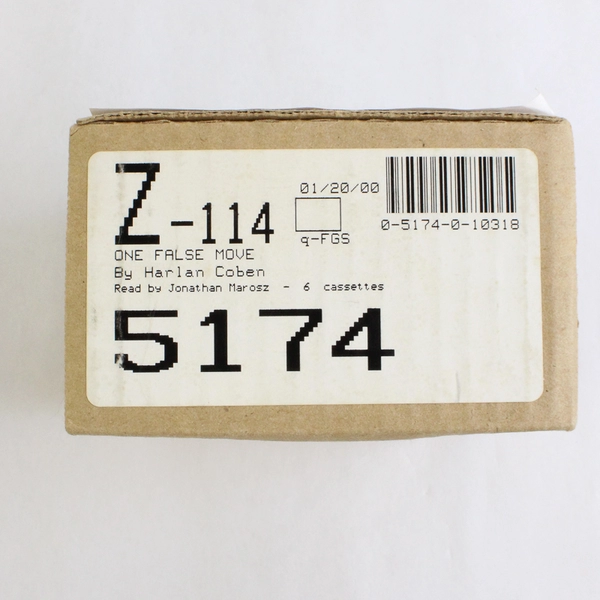 Z-114
01/20/00
q-FGS
0-5174-0-10318
ONE FALSE MOVE
By Harlan Coben
Read by Jonathan Marosz - 6 cassettes
5174